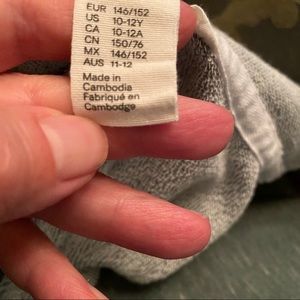 EUR 146/152
US 10-12Y
CA 10-12A
CN 150/76
MX 146/152
AUS 11-12
Made in
Cambodia
Fabriqué en
Cambodge